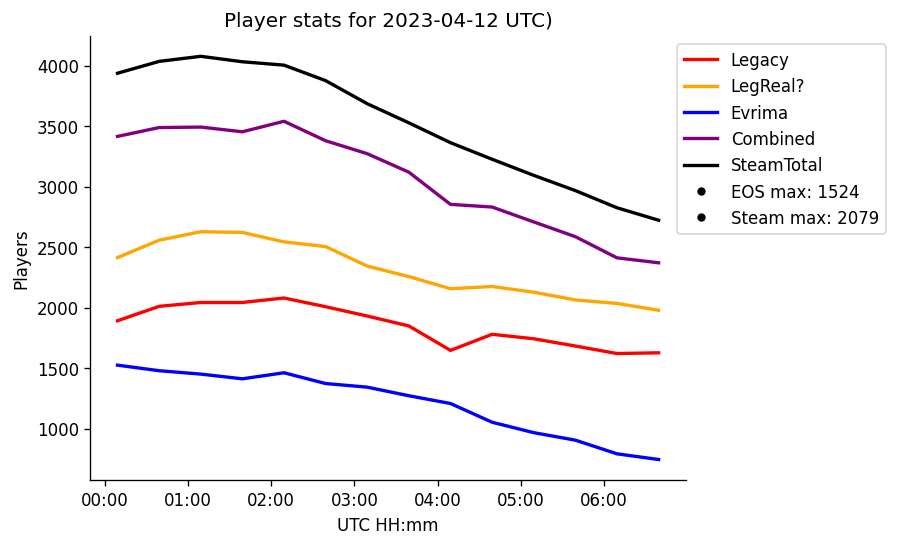 Player stats for 2023-04-12 UTC)
Legacy
LegReal?
Evrima
Combined
SteamTotal
EOS max: 1524
Steam max: 2079
Players
4000
3500
3000
2500
2000
1500
1000
00:00 01:00 02:00 03:00 04:00 05:00 06:00
UTC HH:mm